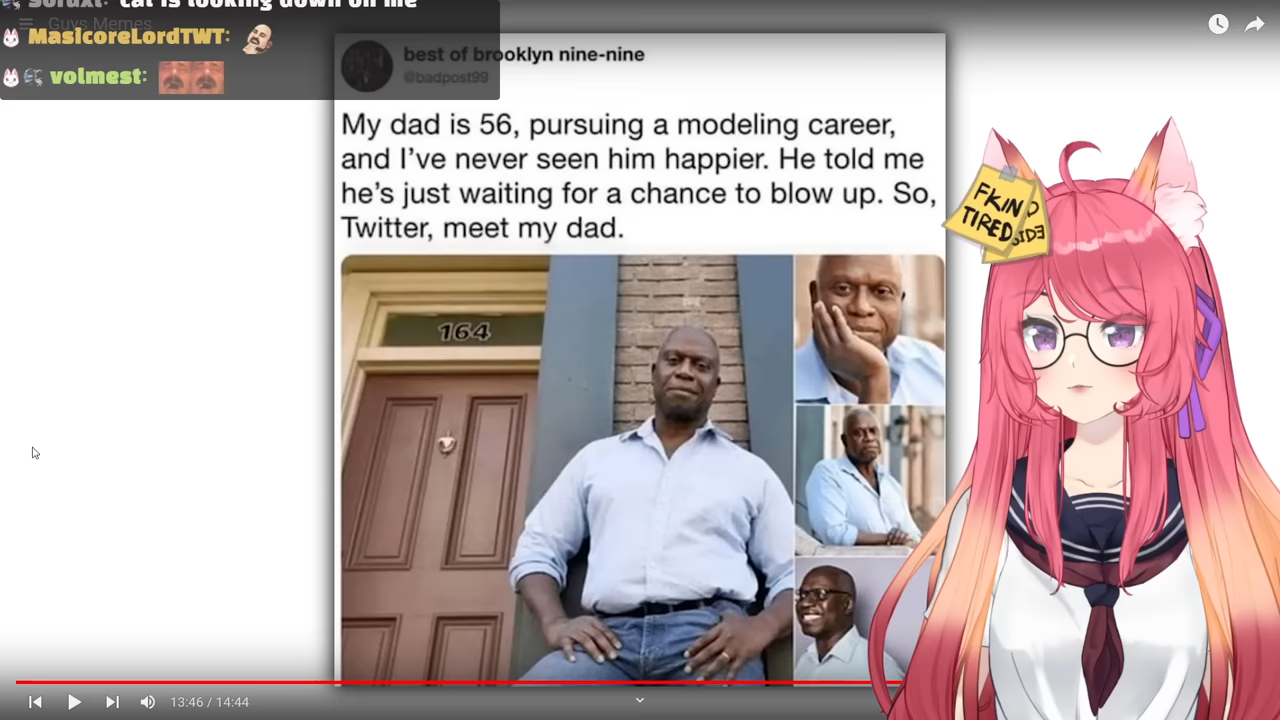 cat is looking down on me
Guys Memes
MasicoreLordTWT:
volmest:
best of brooklyn nine-nine
@badpost99
My dad is 56, pursuing a modeling career,
and I've never seen him happier. He told me
he's just waiting for a chance to blow up. So,
Twitter, meet my dad.
164
FKIN
TIRED
13:46 / 14:44